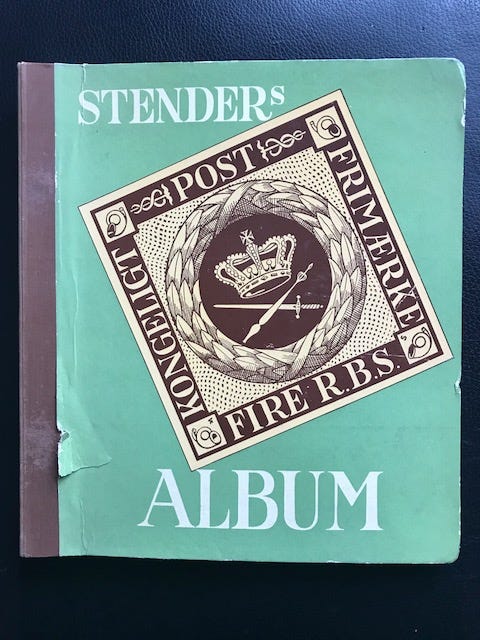 STENDERS
KONGELIGT
POST
FRIMÆRKE
FIRE R.B.S.
ALBUM